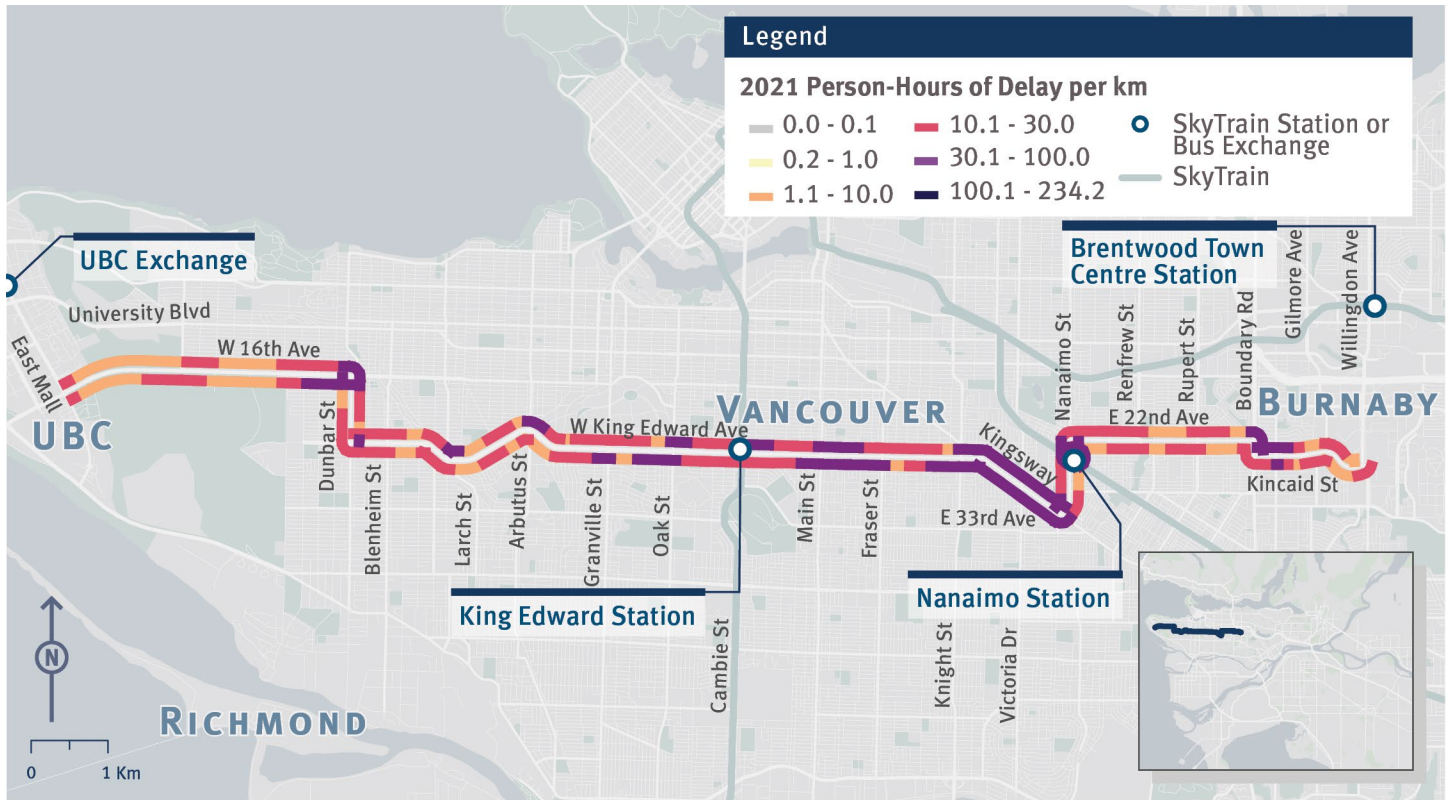 Legend
2021 Person-Hours of Delay per km
0.0 - 0.1
0.2 - 1.0
1.1 - 10.0
10.1 - 30.0
30.1 - 100.0
100.1 - 234.2
SkyTrain Station or
Bus Exchange
SkyTrain
UBC Exchange
University Blvd
East Mall
W 16th Ave
UBC
Dunbar St
Blenheim St
Larch St
Arbutus St
W King Edward Ave
Granville St
Oak St
VANCOUVER
King Edward Station
Cambie St
Main St
Fraser St
Kingsway
E 33rd Ave
Knight St
Victoria Dr
Nanaimo Station
Brentwood Town
Centre Station
Nanaimo St
Renfrew St
Rupert St
Boundary Rd
Gilmore Ave
Willingdon Ave
E 22nd Ave
BURNABY
Kincaid St
RICHMOND
N
0
1 Km